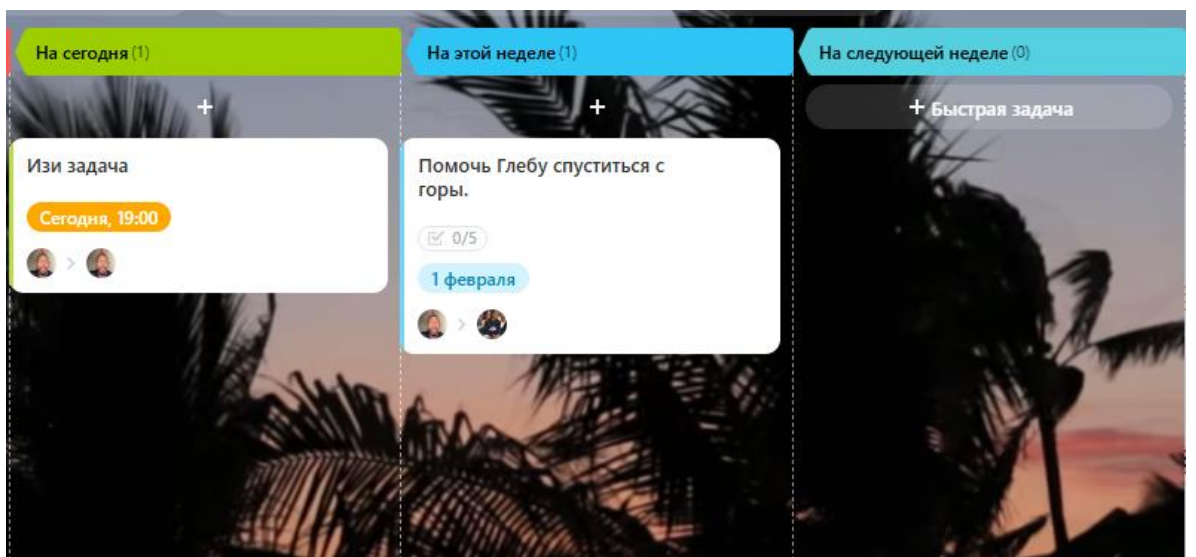 На сегодня (1)
На этой неделе (1)
На следующей неделе (0)
+
+
+ Быстрая задача
Изи задача
Сегодня, 19:00
Помочь Глебу спуститься с
горы.
0/5
1 февраля